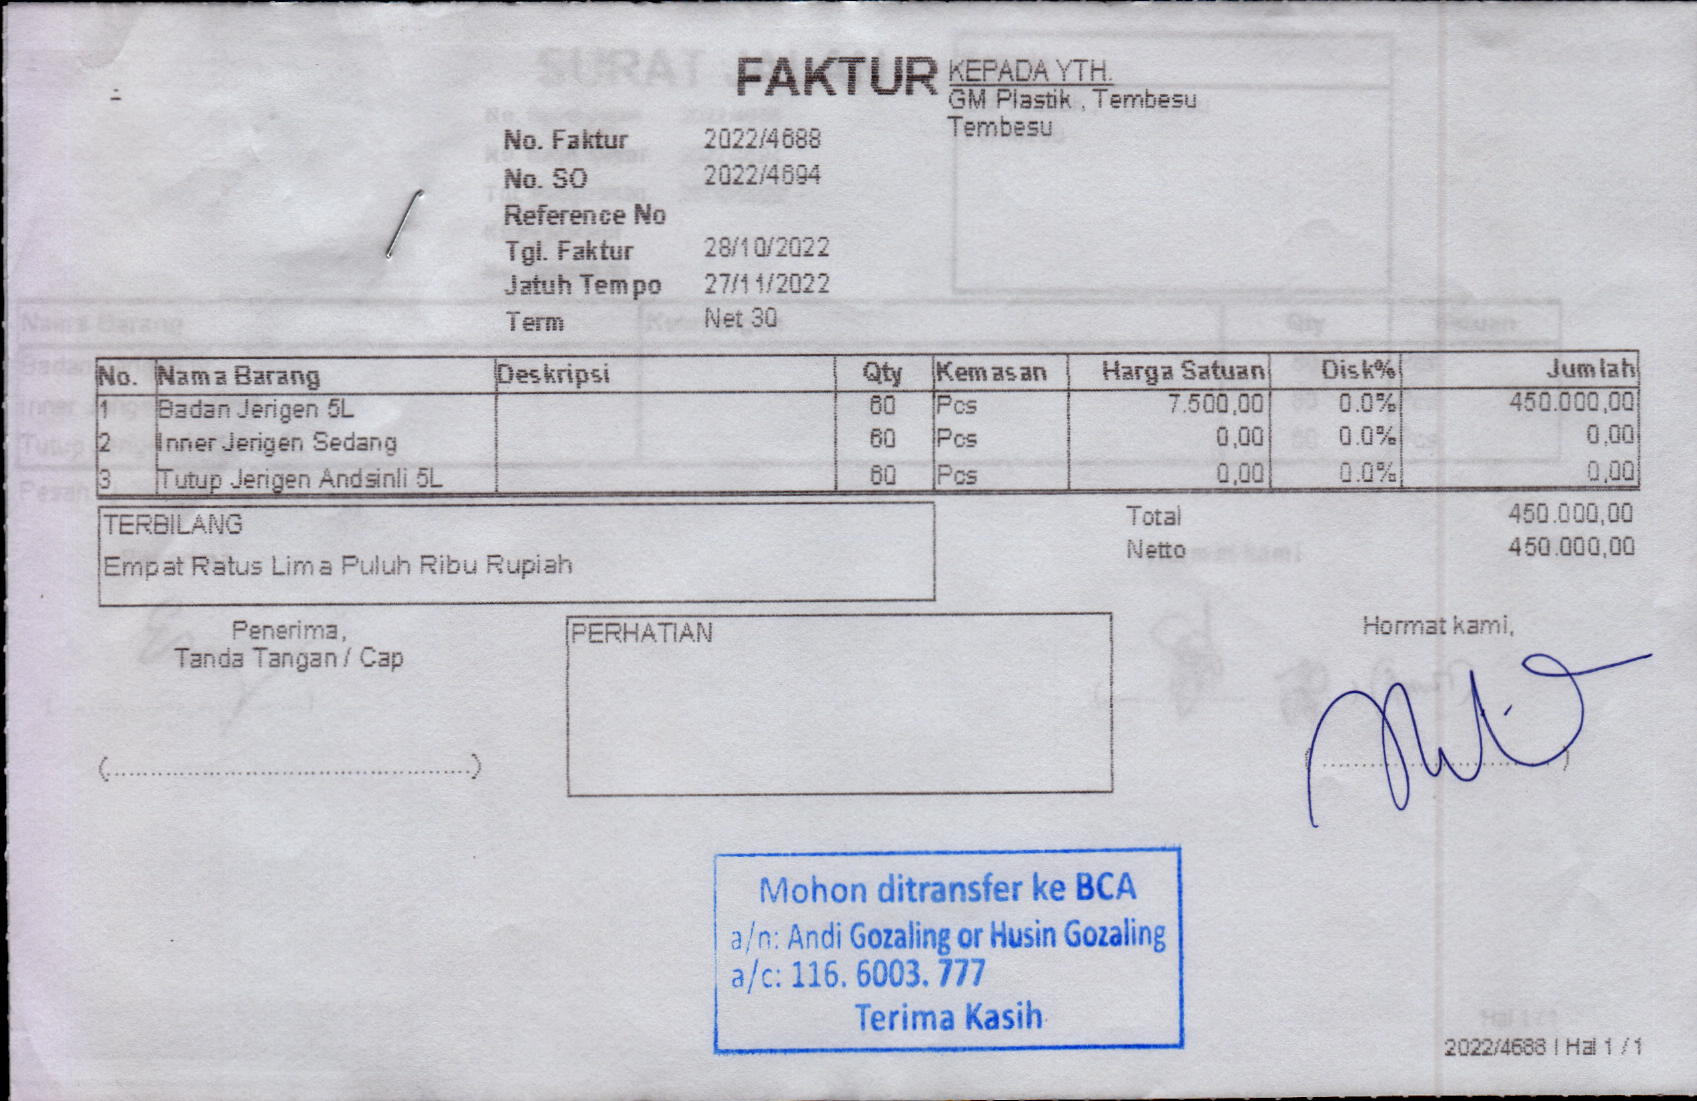 FAKTUR
KEPADA YTH.
GM Plastik , Tembesu
Tembesu
No. Faktur 2022/4688
No. SO 2022/4694
Reference No
Tgl. Faktur 28/10/2022
Jatuh Tempo 27/11/2022
Term Net 30
No. Nama Barang Deskripsi Qty Kemasan Harga Satuan Disk% Jumlah
1 Badan Jerigen 5L 60 Pcs 7.500,00 0.0% 450.000,00
2 Inner Jerigen Sedang 60 Pcs 0,00 0.0% 0,00
3 Tutup Jerigen Andsinli 5L 60 Pcs 0,00 0.0% 0,00
TERBILANG
Empat Ratus Lima Puluh Ribu Rupiah
Total 450.000,00
Netto 450.000,00
Penerima,
Tanda Tangan / Cap
PERHATIAN
Hormat kami,
Mohon ditransfer ke BCA
a/n: Andi Gozaling or Husin Gozaling
a/c: 116. 6003. 777
Terima Kasih
2022/4688 | Hal 1 / 1